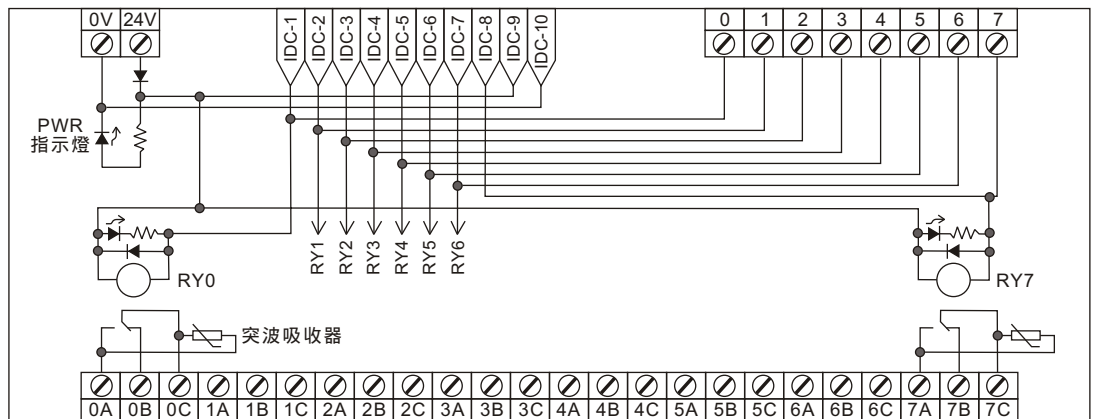 0V 24V
IDC-1 IDC-2 IDC-3 IDC-4 IDC-5 IDC-6 IDC-7 IDC-8 IDC-9 IDC-10
0 1 2 3 4 5 6 7
PWR
指示燈
RY1 RY2 RY3 RY4 RY5 RY6
RY0
RY7
突波吸收器
0A 0B 0C 1A 1B 1C 2A 2B 2C 3A 3B 3C 4A 4B 4C 5A 5B 5C 6A 6B 6C 7A 7B 7C